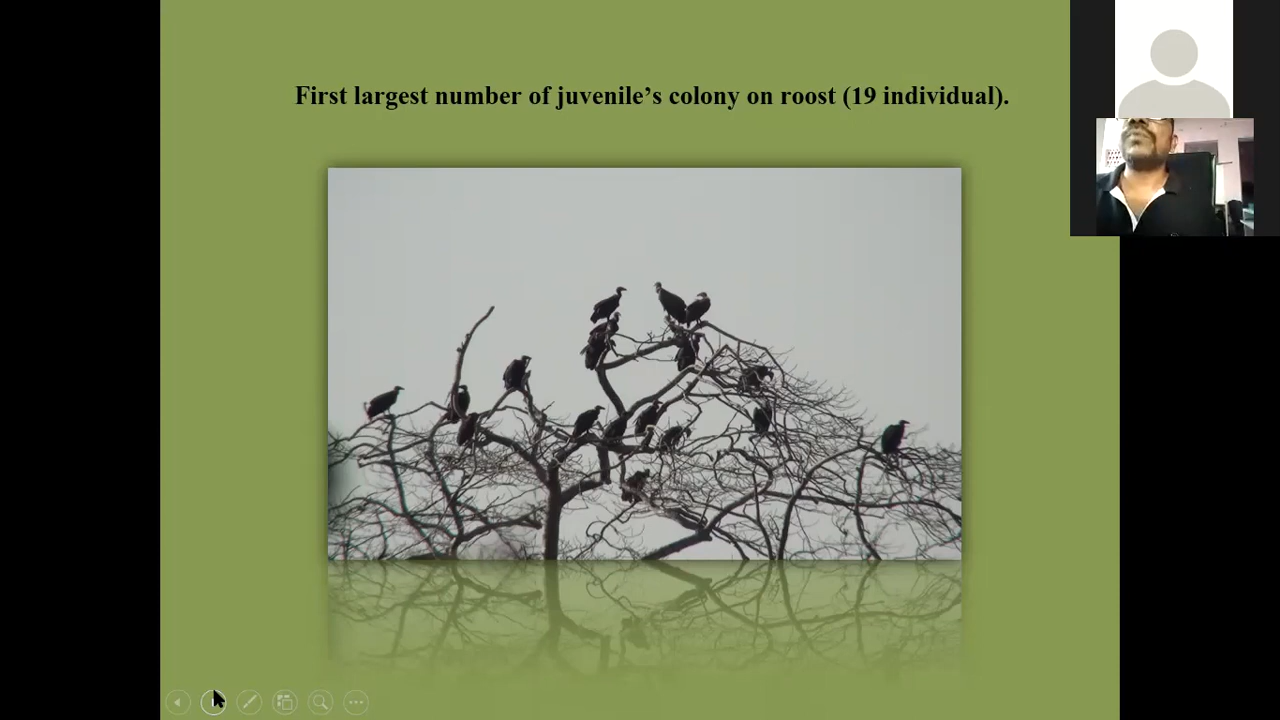 First largest number of juvenile’s colony on roost (19 individual).